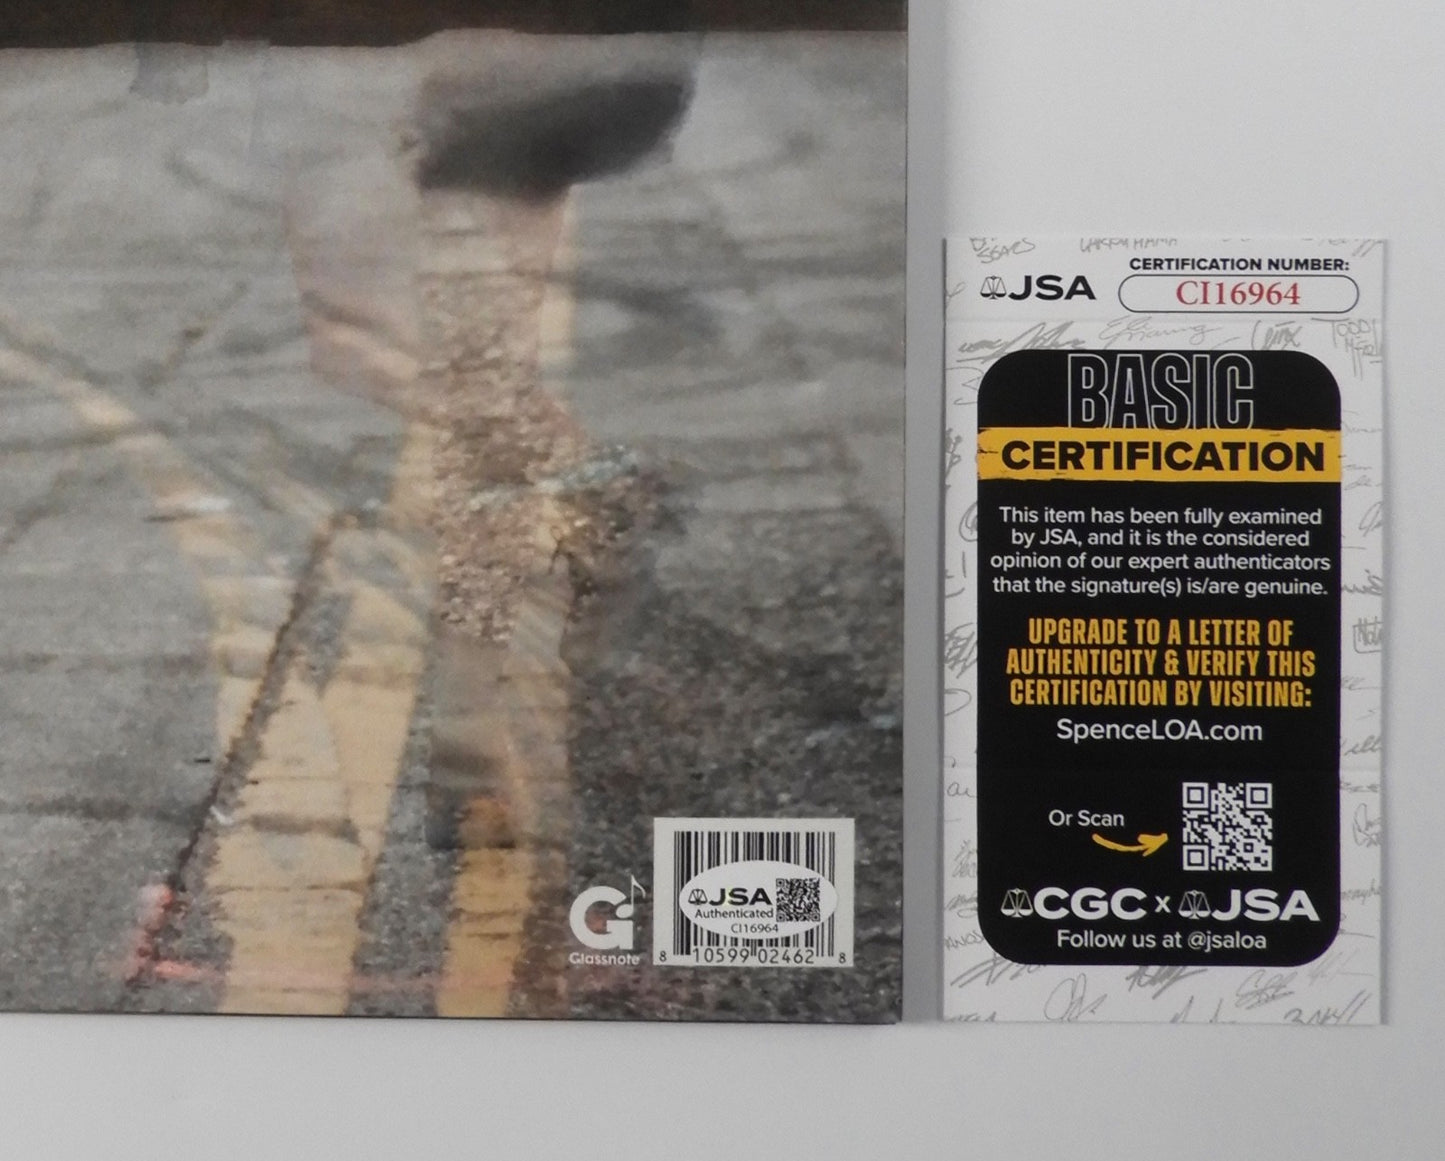 JSA
CERTIFICATION NUMBER:
CI16964
BASIC
CERTIFICATION
This item has been fully examined
by JSA, and it is the considered
opinion of our expert authenticators
that the signature(s) is/are genuine.
UPGRADE TO A LETTER OF
AUTHENTICITY & VERIFY THIS
CERTIFICATION BY VISITING:
SpenceLOA.com
Or Scan
CGC x JSA
Follow us at @jsaloa
G
Glassnote
JSA
Authenticated
CI16964
8 10599 02462 8